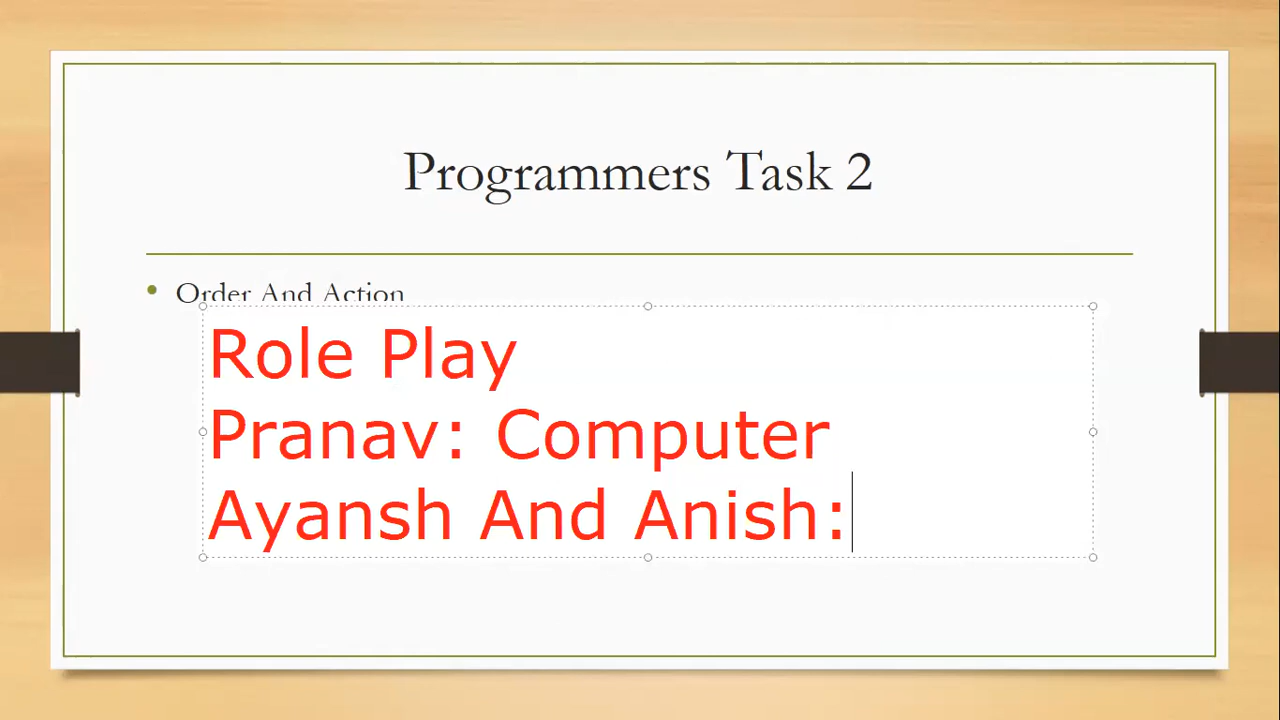 Programmers Task 2
Order And Action
Role Play
Pranav: Computer
Ayansh And Anish: